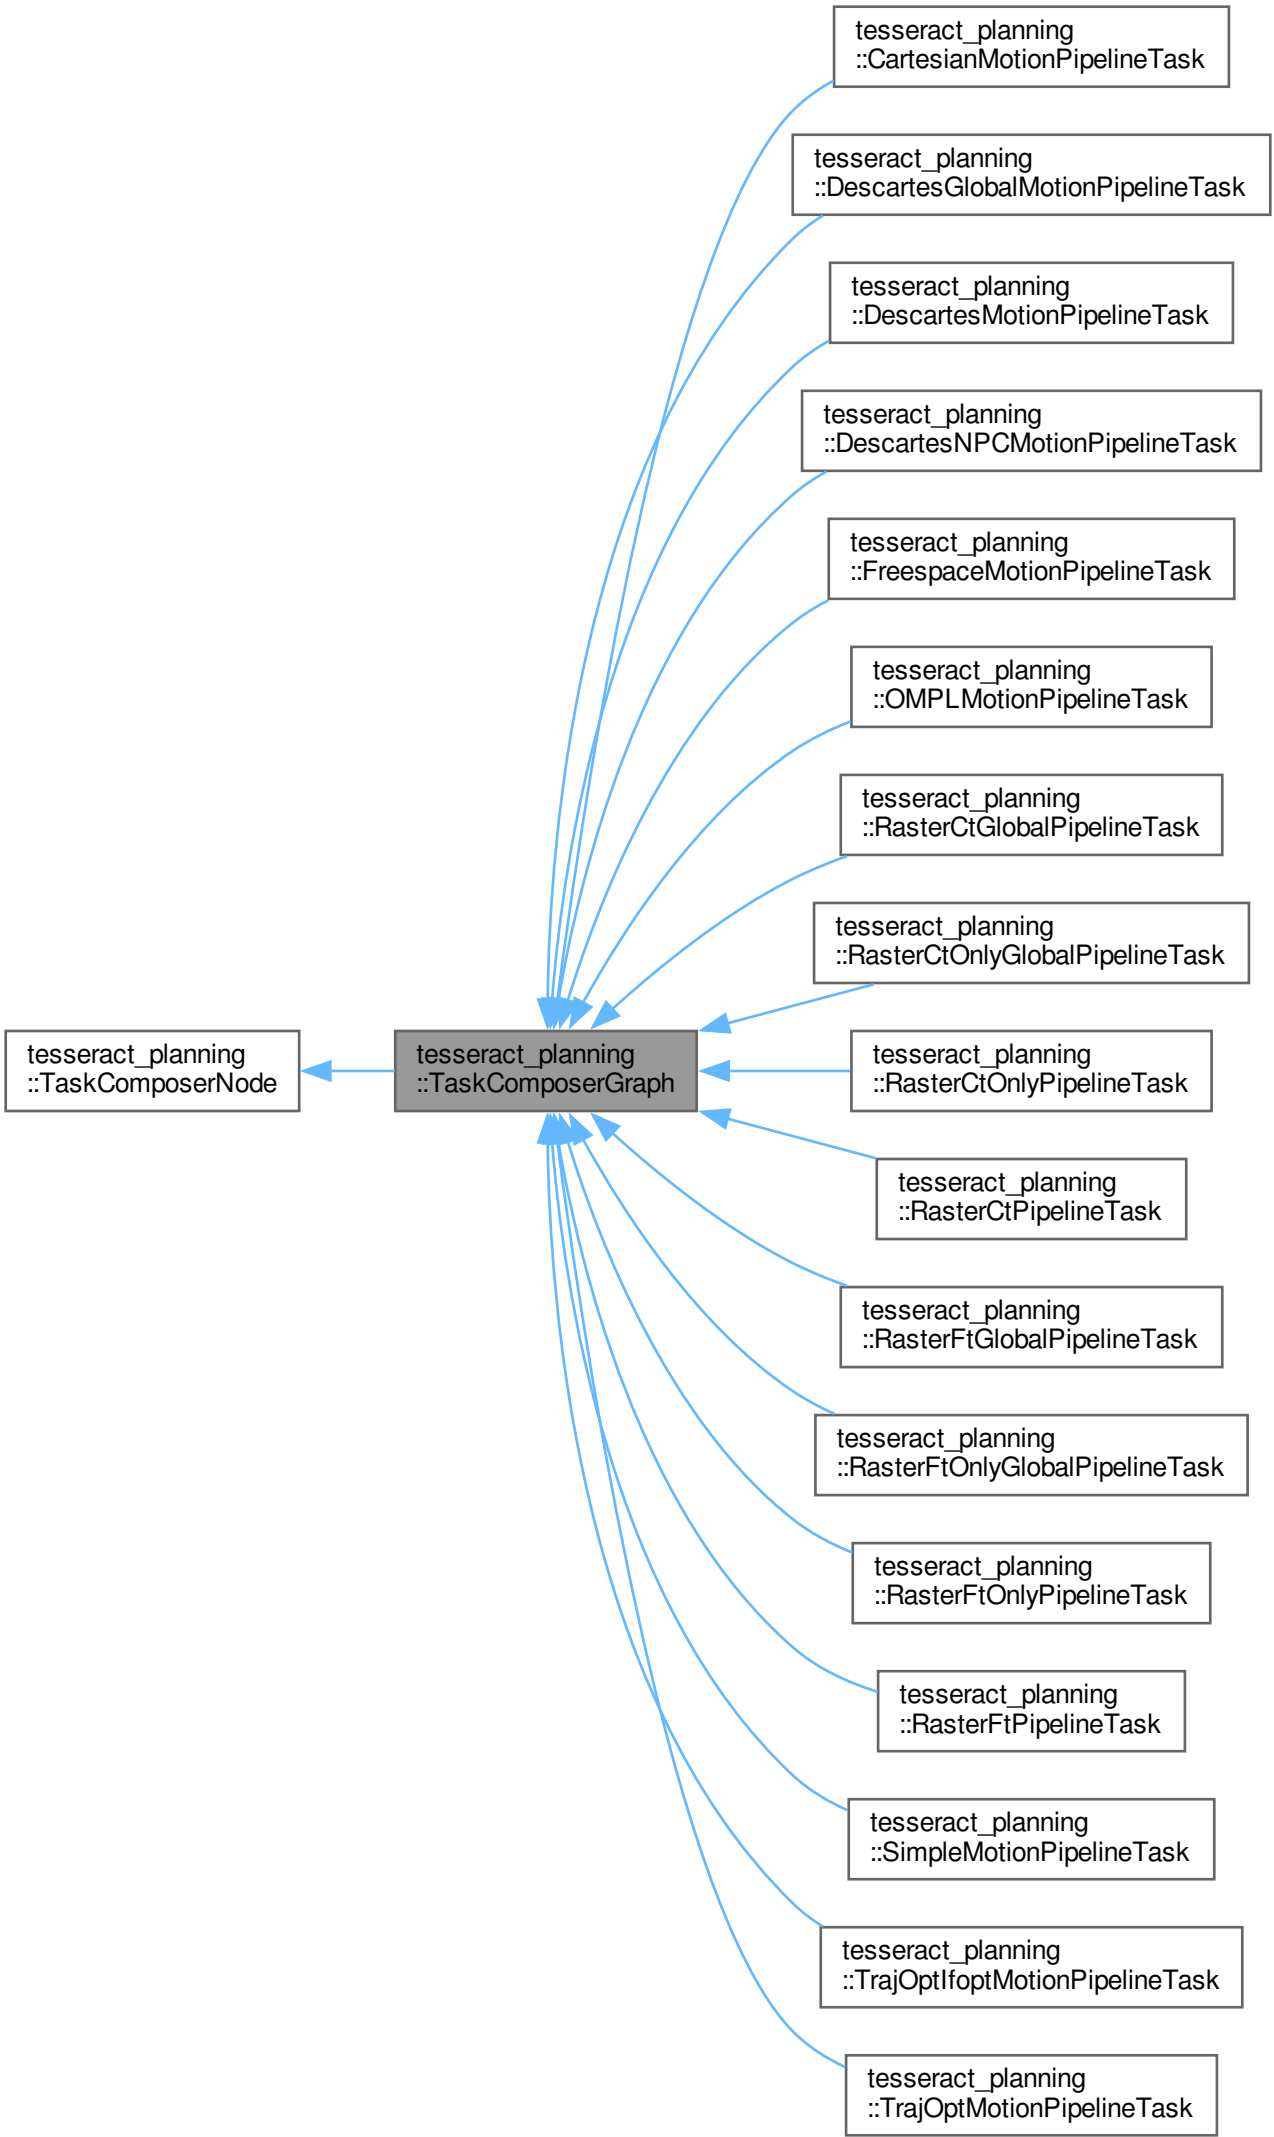 tesseract_planning
::CartesianMotionPipelineTask
tesseract_planning
::DescartesGlobalMotionPipelineTask
tesseract_planning
::DescartesMotionPipelineTask
tesseract_planning
::DescartesNPCMotionPipelineTask
tesseract_planning
::FreespaceMotionPipelineTask
tesseract_planning
::OMPLMotionPipelineTask
tesseract_planning
::RasterCtGlobalPipelineTask
tesseract_planning
::RasterCtOnlyGlobalPipelineTask
tesseract_planning
::TaskComposerNode
tesseract_planning
::TaskComposerGraph
tesseract_planning
::RasterCtOnlyPipelineTask
tesseract_planning
::RasterCtPipelineTask
tesseract_planning
::RasterFtGlobalPipelineTask
tesseract_planning
::RasterFtOnlyGlobalPipelineTask
tesseract_planning
::RasterFtOnlyPipelineTask
tesseract_planning
::RasterFtPipelineTask
tesseract_planning
::SimpleMotionPipelineTask
tesseract_planning
::TrajOptIfoptMotionPipelineTask
tesseract_planning
::TrajOptMotionPipelineTask